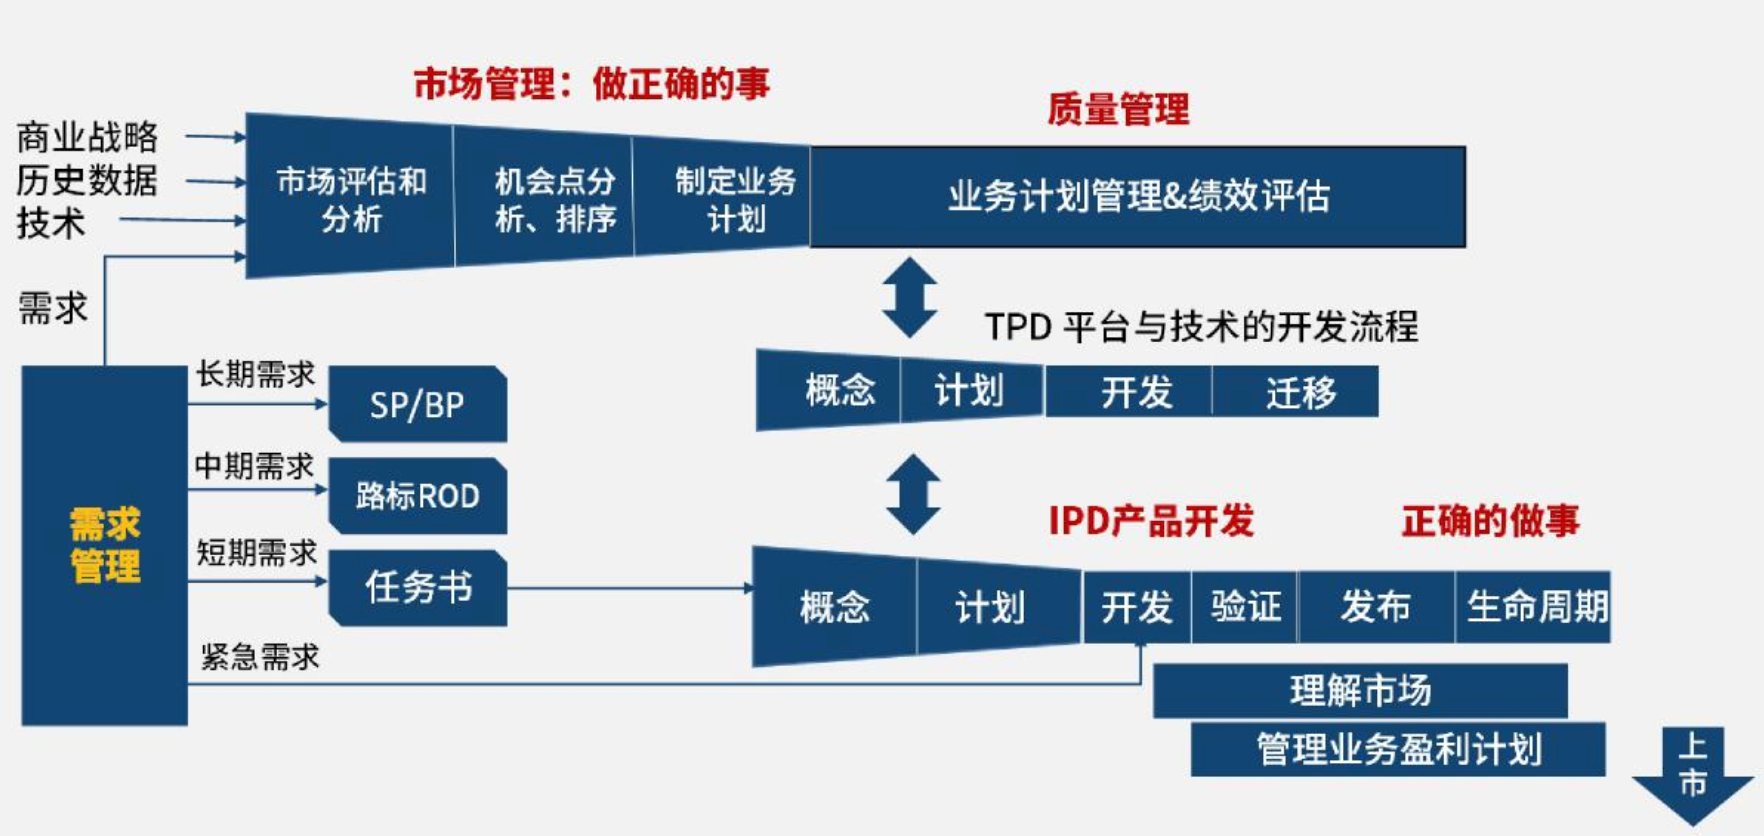 市场管理：做正确的事
质量管理
商业战略
历史数据
技术
需求
市场评估和
分析
机会点分
析、排序
制定业务
计划
业务计划管理&绩效评估
TPD 平台与技术的开发流程
概念
计划
开发
迁移
需求
管理
长期需求
SP/BP
中期需求
路标ROD
短期需求
任务书
紧急需求
IPD产品开发
正确的做事
概念
计划
开发
验证
发布
生命周期
理解市场
管理业务盈利计划
上
市